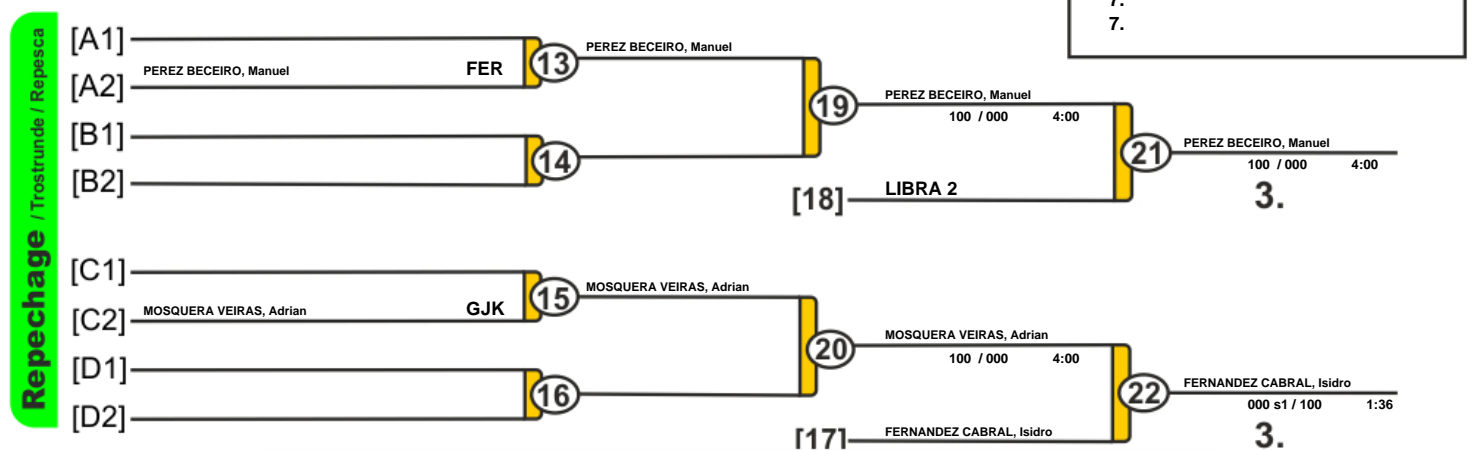 7.
7.
Repechage / Trostrunde / Repesca
[A1]
PEREZ BECEIRO, Manuel FER
[A2]
13
PEREZ BECEIRO, Manuel
[B1]
[B2]
14
19
PEREZ BECEIRO, Manuel
100 / 000 4:00
[18] LIBRA 2
21
PEREZ BECEIRO, Manuel
100 / 000 4:00
3.
[C1]
MOSQUERA VEIRAS, Adrian GJK
[C2]
15
MOSQUERA VEIRAS, Adrian
[D1]
[D2]
16
20
MOSQUERA VEIRAS, Adrian
100 / 000 4:00
[17] FERNANDEZ CABRAL, Isidro
22
FERNANDEZ CABRAL, Isidro
000 s1 / 100 1:36
3.